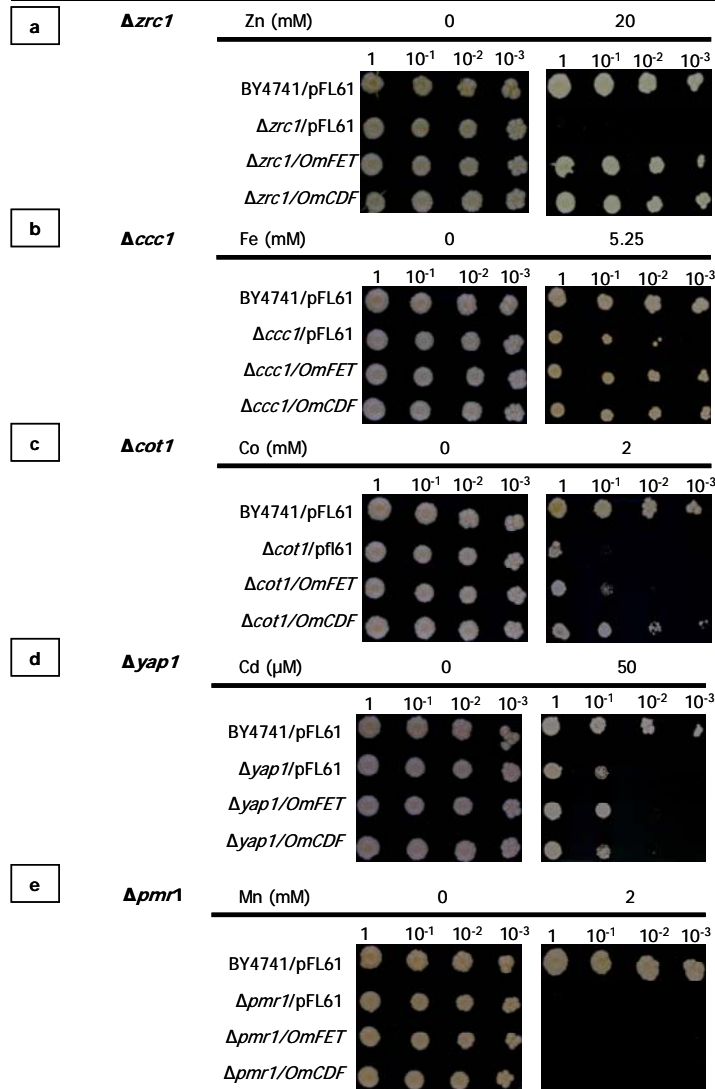 a Δzrc1 Zn (mM) 0 20
1 10⁻¹ 10⁻² 10⁻³ 1 10⁻¹ 10⁻² 10⁻³
BY4741/pFL61
Δzrc1/pFL61
Δzrc1/OmFET
Δzrc1/OmCDF
b Δccc1 Fe (mM) 0 5.25
1 10⁻¹ 10⁻² 10⁻³ 1 10⁻¹ 10⁻² 10⁻³
BY4741/pFL61
Δccc1/pFL61
Δccc1/OmFET
Δccc1/OmCDF
c Δcot1 Co (mM) 0 2
1 10⁻¹ 10⁻² 10⁻³ 1 10⁻¹ 10⁻² 10⁻³
BY4741/pFL61
Δcot1/pfl61
Δcot1/OmFET
Δcot1/OmCDF
d Δyap1 Cd (μM) 0 50
1 10⁻¹ 10⁻² 10⁻³ 1 10⁻¹ 10⁻² 10⁻³
BY4741/pFL61
Δyap1/pFL61
Δyap1/OmFET
Δyap1/OmCDF
e Δpmr1 Mn (mM) 0 2
1 10⁻¹ 10⁻² 10⁻³ 1 10⁻¹ 10⁻² 10⁻³
BY4741/pFL61
Δpmr1/pFL61
Δpmr1/OmFET
Δpmr1/OmCDF